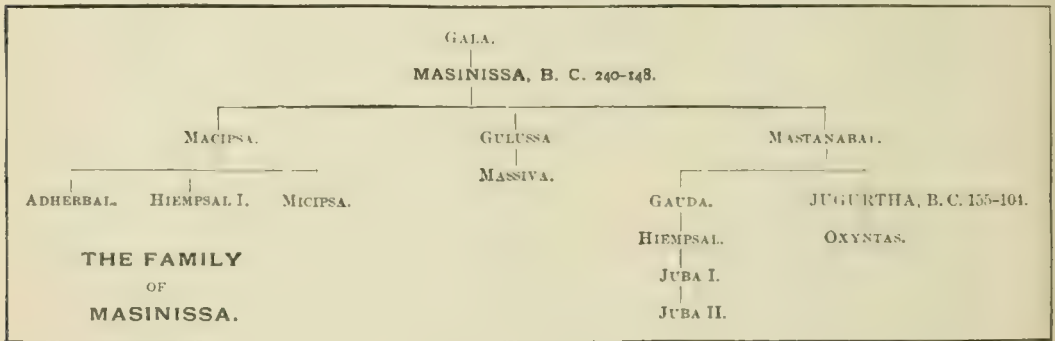 GALA.
MASINISSA, B. C. 240-148.
MACIPSA. GULUSSA MASTANABAL.
MASSIVA.
ADHERBAL. HIEMPSAL I. MICIPSA. GAUDA. JUGURTHA, B. C. 155-104.
HIEMPSAL. OXYNTAS.
THE FAMILY
JUBA I.
OF
MASINISSA.
JUBA II.